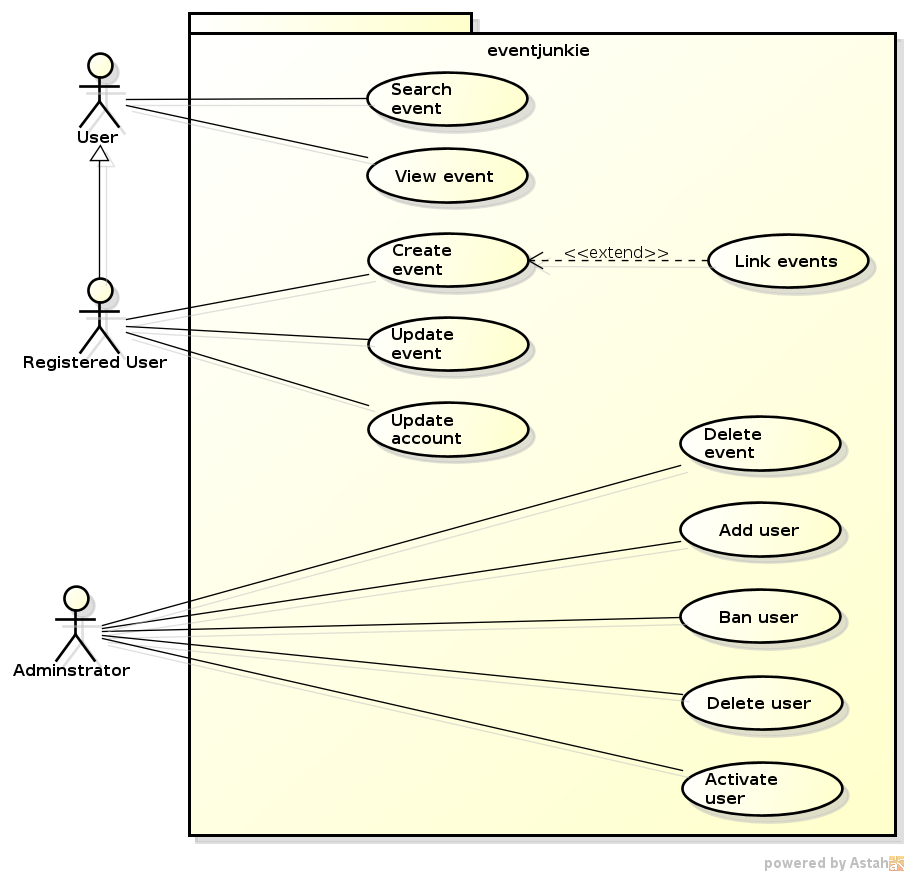 eventjunkie
User
Search
event
View event
Registered User
Create
event
<<extend>>
Link events
Update
event
Update
account
Adminstrator
Delete
event
Add user
Ban user
Delete user
Activate
user
powered by Astah